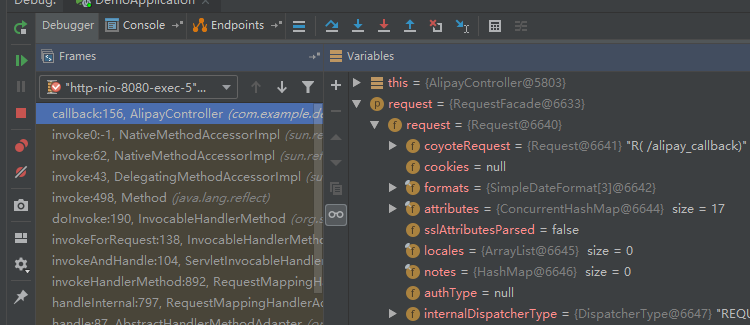 Debug: DemoApplication
Debugger Console Endpoints
Frames
"http-nio-8080-exec-5"...
callback:156, AlipayController (com.example.de
invoke0:-1, NativeMethodAccessorImpl (sun.re
invoke:62, NativeMethodAccessorImpl (sun.ref
invoke:43, DelegatingMethodAccessorImpl (su
invoke:498, Method (java.lang.reflect)
doInvoke:190, InvocableHandlerMethod (org.s
invokeForRequest:138, InvocableHandlerMeth
invokeAndHandle:104, ServletInvocableHandle
invokeHandlerMethod:892, RequestMappingH
handleInternal:797, RequestMappingHandlerAd
handle:87, AbstractHandlerMethodAdapter
Variables
this = {AlipayController@5803}
request = {RequestFacade@6633}
request = {Request@6640}
coyoteRequest = {Request@6641} "R( /alipay_callback)"
cookies = null
formats = {SimpleDateFormat[3]@6642}
attributes = {ConcurrentHashMap@6644} size = 17
sslAttributesParsed = false
locales = {ArrayList@6645} size = 0
notes = {HashMap@6646} size = 0
authType = null
internalDispatcherType = {DispatcherType@6647} "REQU